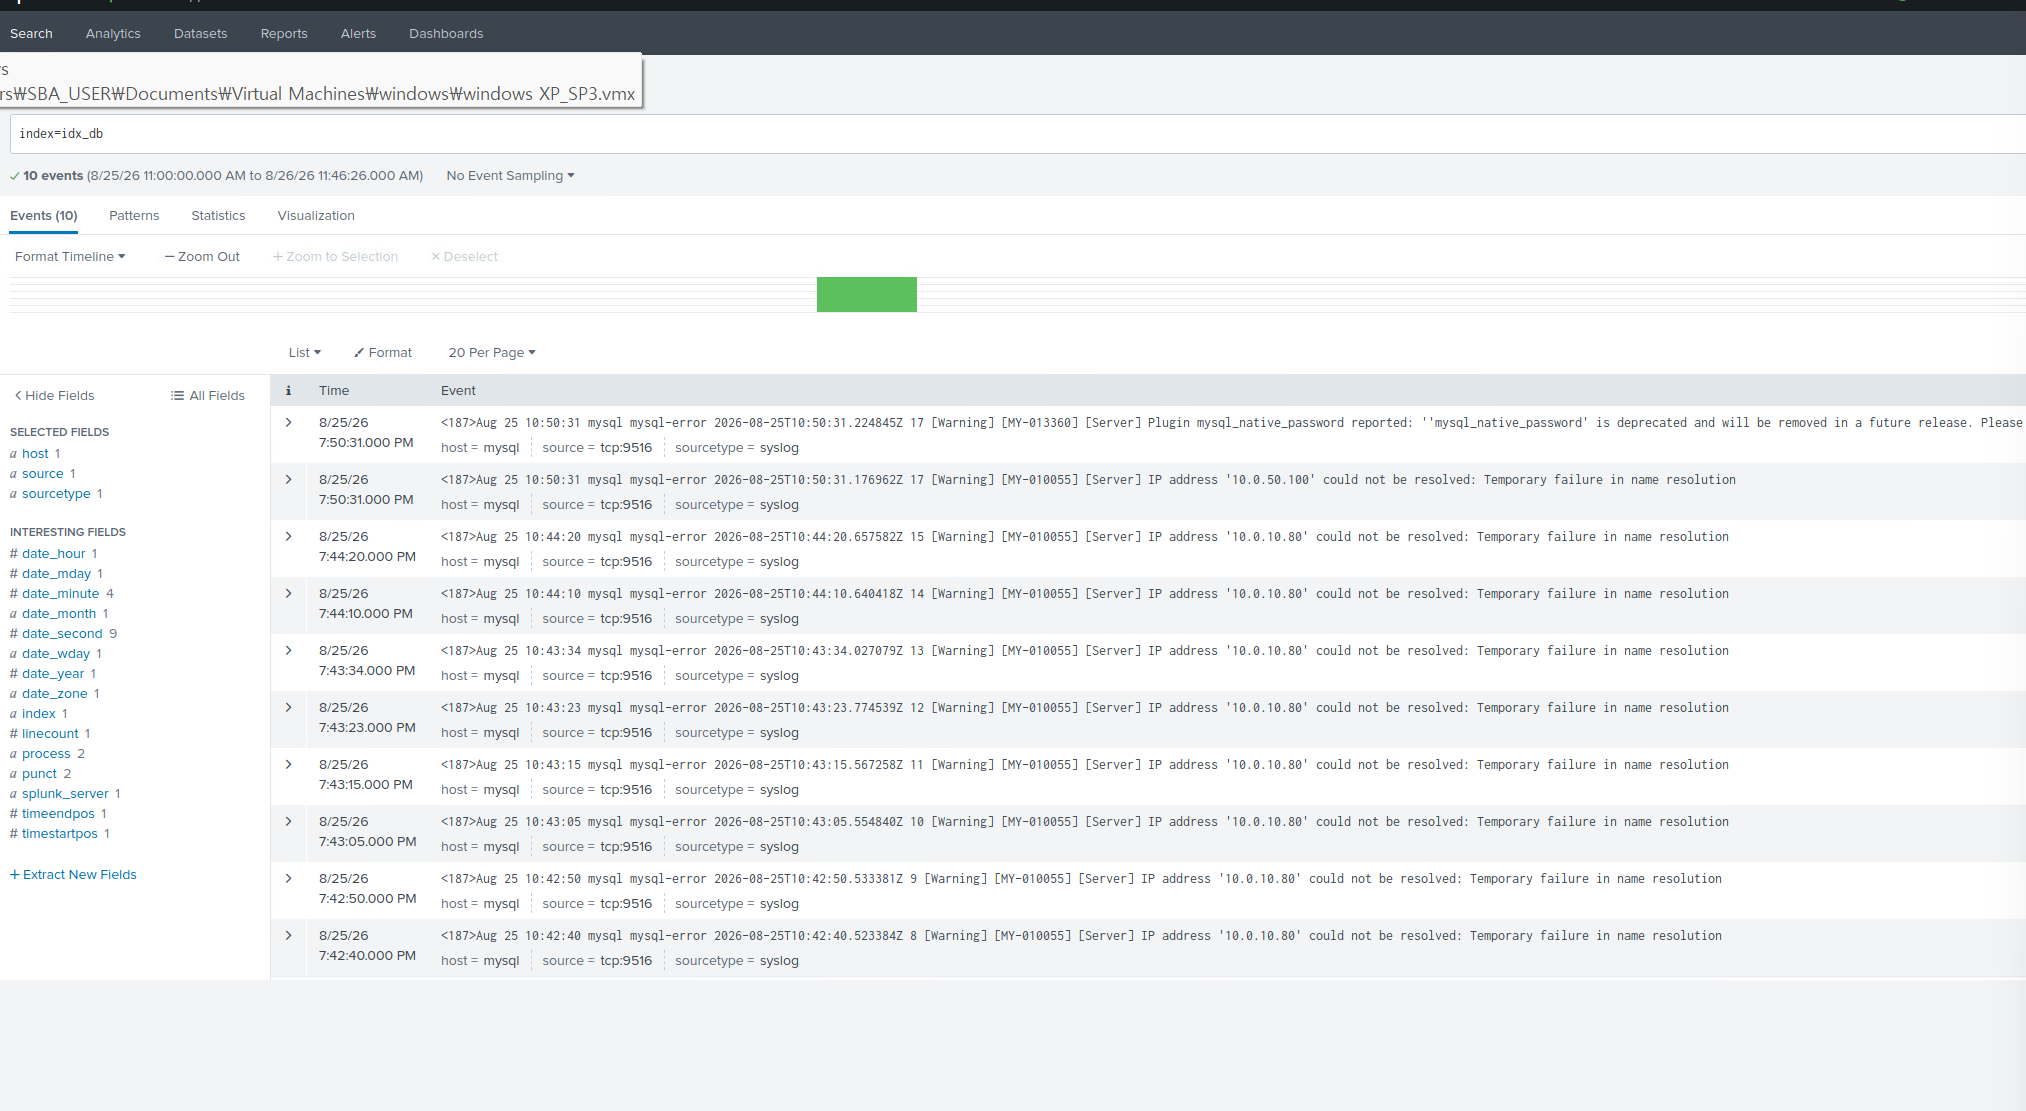 Search Analytics Datasets Reports Alerts Dashboards
rs₩SBA_USER₩Documents₩Virtual Machines₩windows₩windows XP_SP3.vmx
index=idx_db
10 events (8/25/26 11:00:00.000 AM to 8/26/26 11:46:26.000 AM) No Event Sampling
Events (10) Patterns Statistics Visualization
Format Timeline — Zoom Out + Zoom to Selection × Deselect
List Format 20 Per Page
Hide Fields All Fields
SELECTED FIELDS
a host 1
a source 1
a sourcetype 1
INTERESTING FIELDS
# date_hour 1
# date_mday 1
# date_minute 4
a date_month 1
# date_second 9
a date_wday 1
# date_year 1
a date_zone 1
a index 1
# linecount 1
a process 2
a punct 2
a splunk_server 1
# timeendpos 1
# timestartpos 1
+ Extract New Fields
i Time Event
8/25/26 7:50:31.000 PM
<187>Aug 25 10:50:31 mysql mysql-error 2026-08-25T10:50:31.224845Z 17 [Warning] [MY-013360] [Server] Plugin mysql_native_password reported: ''mysql_native_password' is deprecated and will be removed in a future release. Please
host = mysql source = tcp:9516 sourcetype = syslog
8/25/26 7:50:31.000 PM
<187>Aug 25 10:50:31 mysql mysql-error 2026-08-25T10:50:31.176962Z 17 [Warning] [MY-010055] [Server] IP address '10.0.50.100' could not be resolved: Temporary failure in name resolution
host = mysql source = tcp:9516 sourcetype = syslog
8/25/26 7:44:20.000 PM
<187>Aug 25 10:44:20 mysql mysql-error 2026-08-25T10:44:20.657582Z 15 [Warning] [MY-010055] [Server] IP address '10.0.10.80' could not be resolved: Temporary failure in name resolution
host = mysql source = tcp:9516 sourcetype = syslog
8/25/26 7:44:10.000 PM
<187>Aug 25 10:44:10 mysql mysql-error 2026-08-25T10:44:10.640418Z 14 [Warning] [MY-010055] [Server] IP address '10.0.10.80' could not be resolved: Temporary failure in name resolution
host = mysql source = tcp:9516 sourcetype = syslog
8/25/26 7:43:34.000 PM
<187>Aug 25 10:43:34 mysql mysql-error 2026-08-25T10:43:34.027079Z 13 [Warning] [MY-010055] [Server] IP address '10.0.10.80' could not be resolved: Temporary failure in name resolution
host = mysql source = tcp:9516 sourcetype = syslog
8/25/26 7:43:23.000 PM
<187>Aug 25 10:43:23 mysql mysql-error 2026-08-25T10:43:23.774539Z 12 [Warning] [MY-010055] [Server] IP address '10.0.10.80' could not be resolved: Temporary failure in name resolution
host = mysql source = tcp:9516 sourcetype = syslog
8/25/26 7:43:15.000 PM
<187>Aug 25 10:43:15 mysql mysql-error 2026-08-25T10:43:15.567258Z 11 [Warning] [MY-010055] [Server] IP address '10.0.10.80' could not be resolved: Temporary failure in name resolution
host = mysql source = tcp:9516 sourcetype = syslog
8/25/26 7:43:05.000 PM
<187>Aug 25 10:43:05 mysql mysql-error 2026-08-25T10:43:05.554840Z 10 [Warning] [MY-010055] [Server] IP address '10.0.10.80' could not be resolved: Temporary failure in name resolution
host = mysql source = tcp:9516 sourcetype = syslog
8/25/26 7:42:50.000 PM
<187>Aug 25 10:42:50 mysql mysql-error 2026-08-25T10:42:50.533381Z 9 [Warning] [MY-010055] [Server] IP address '10.0.10.80' could not be resolved: Temporary failure in name resolution
host = mysql source = tcp:9516 sourcetype = syslog
8/25/26 7:42:40.000 PM
<187>Aug 25 10:42:40 mysql mysql-error 2026-08-25T10:42:40.523384Z 8 [Warning] [MY-010055] [Server] IP address '10.0.10.80' could not be resolved: Temporary failure in name resolution
host = mysql source = tcp:9516 sourcetype = syslog